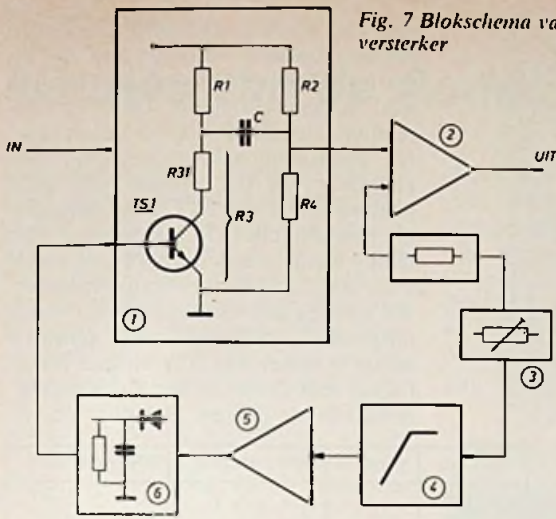 Fig. 7 Blokschema va
versterker
R1
R2
C
IN
②
UIT
R31
R3
R4
TS1
①
③
⑤
④
⑥